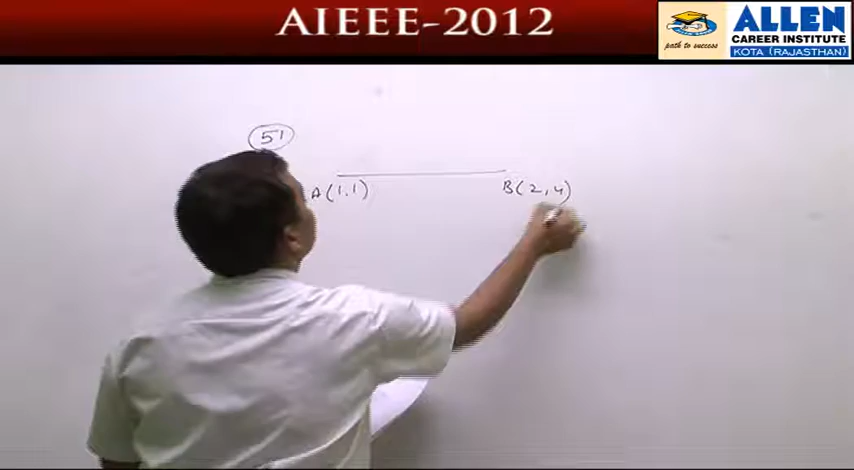 AIEEE-2012
path to success
ALLEN
CAREER INSTITUTE
KOTA (RAJASTHAN)
51
A(1,1) B(2,4)